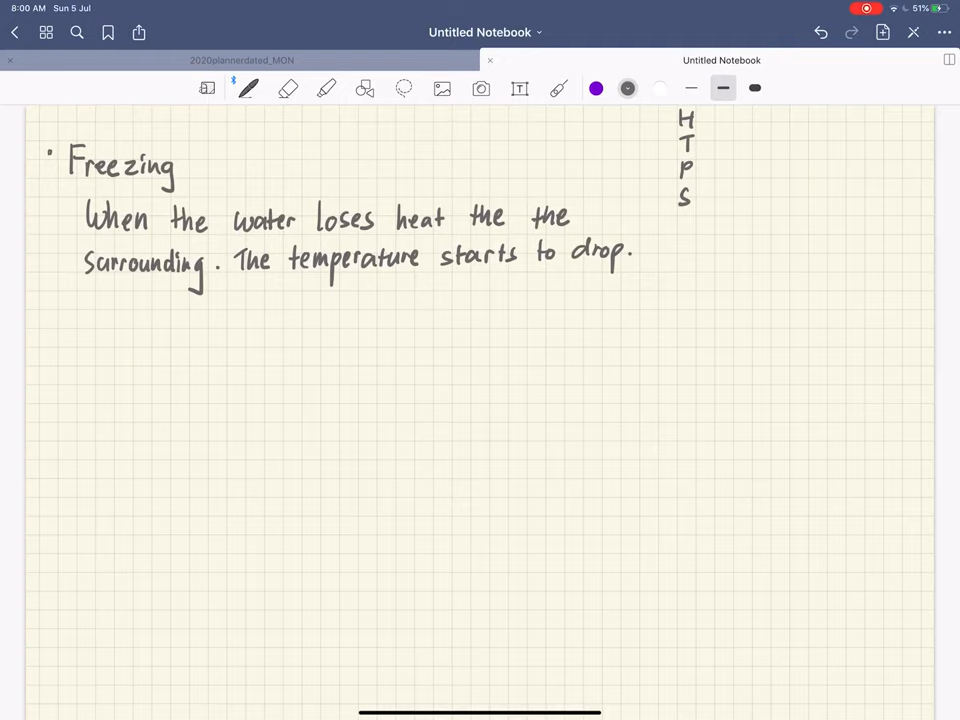 8:00 AM Sun 5 Jul
51%
Untitled Notebook
2020plannerdated_MON
Untitled Notebook
T
H
T
P
S
Freezing
When the water loses heat the the
surrounding. The temperature starts to drop.